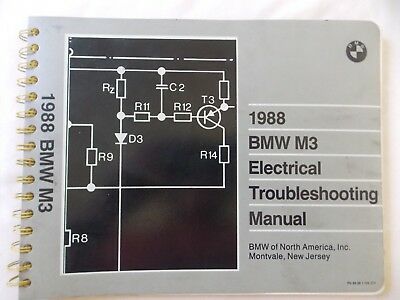 1988 BMW M3
Rz
C2
T3
R11
R12
D3
R9
R14
R8
1988
BMW M3
Electrical
Troubleshooting
Manual
BMW of North America, Inc.
Montvale, New Jersey